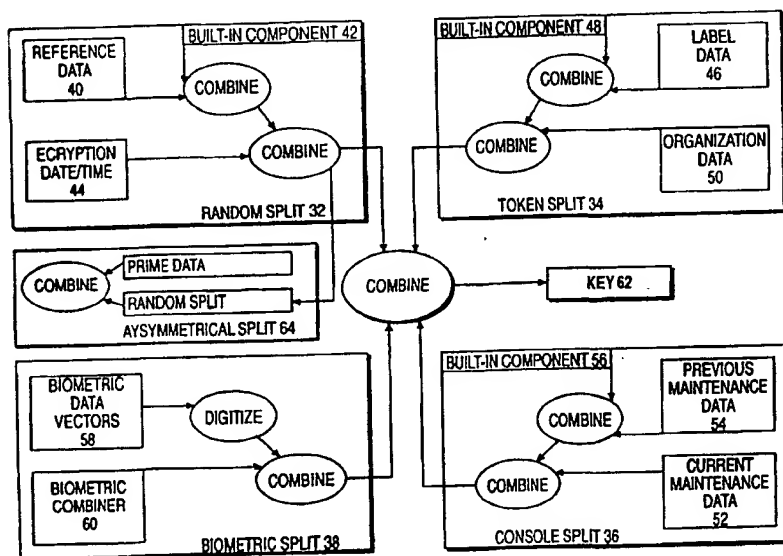 BUILT-IN COMPONENT 42
REFERENCE
DATA
40
COMBINE
ECRYPTION
DATE/TIME
44
COMBINE
RANDOM SPLIT 32
BUILT-IN COMPONENT 48
LABEL
DATA
46
COMBINE
COMBINE
ORGANIZATION
DATA
50
TOKEN SPLIT 34
COMBINE
PRIME DATA
RANDOM SPLIT
AYSYMMETRICAL SPLIT 64
COMBINE
KEY 62
BIOMETRIC
DATA
VECTORS
58
DIGITIZE
BIOMETRIC
COMBINER
60
COMBINE
BIOMETRIC SPLIT 38
BUILT-IN COMPONENT 56
PREVIOUS
MAINTENANCE
DATA
54
COMBINE
COMBINE
CURRENT
MAINTENANCE
DATA
52
CONSOLE SPLIT 36